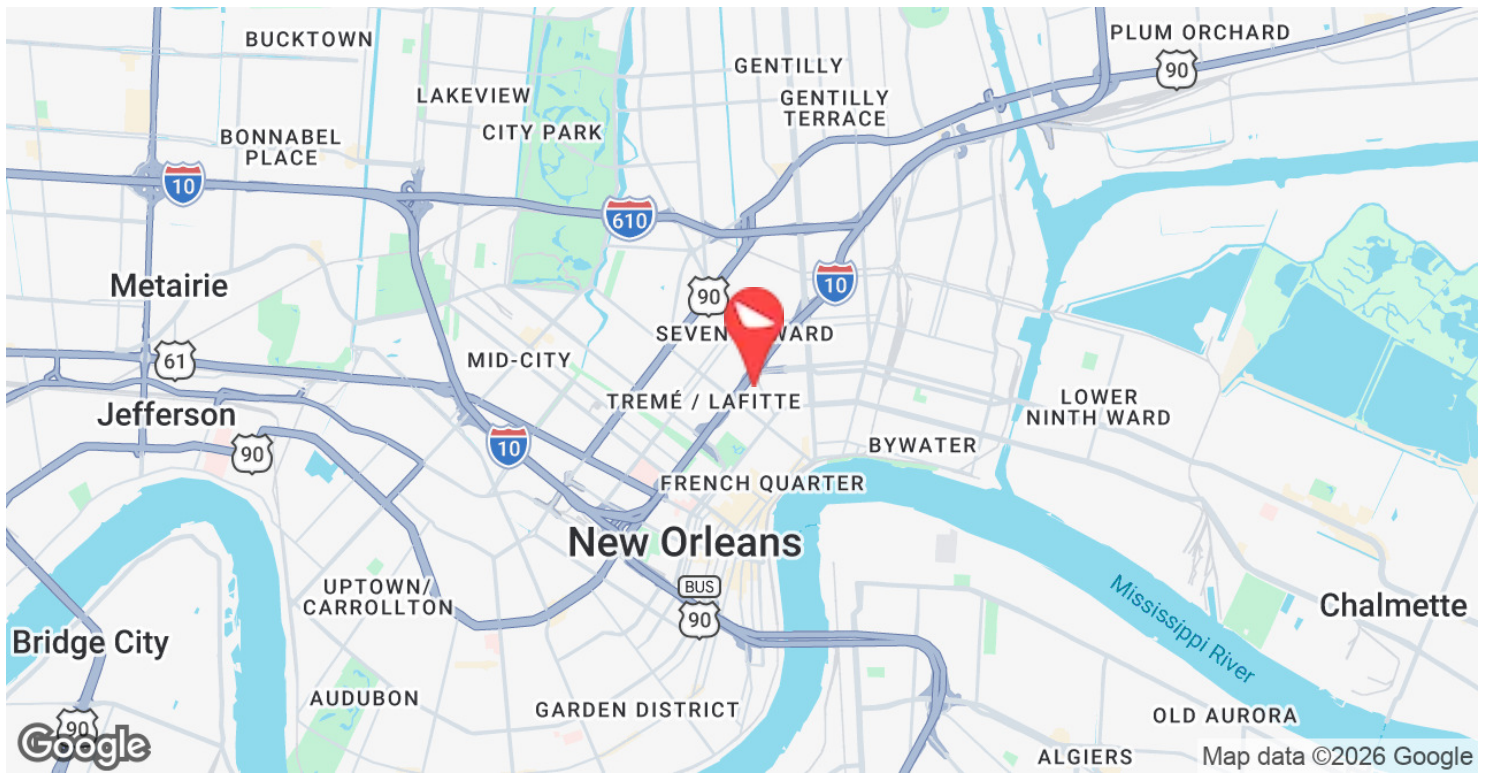 BUCKTOWN
PLUM ORCHARD
GENTILLY
90
LAKEVIEW
GENTILLY
TERRACE
CITY PARK
BONNABEL
PLACE
10
610
Metairie
10
90
SEVEN
WARD
61
MID-CITY
TREMÉ / LAFITTE
LOWER
NINTH WARD
Jefferson
90
10
BYWATER
FRENCH QUARTER
New Orleans
BUS
90
UPTOWN/
CARROLLTON
Mississippi River
Chalmette
Bridge City
AUDUBON
GARDEN DISTRICT
OLD AURORA
90
Google
ALGIERS
Map data ©2026 Google